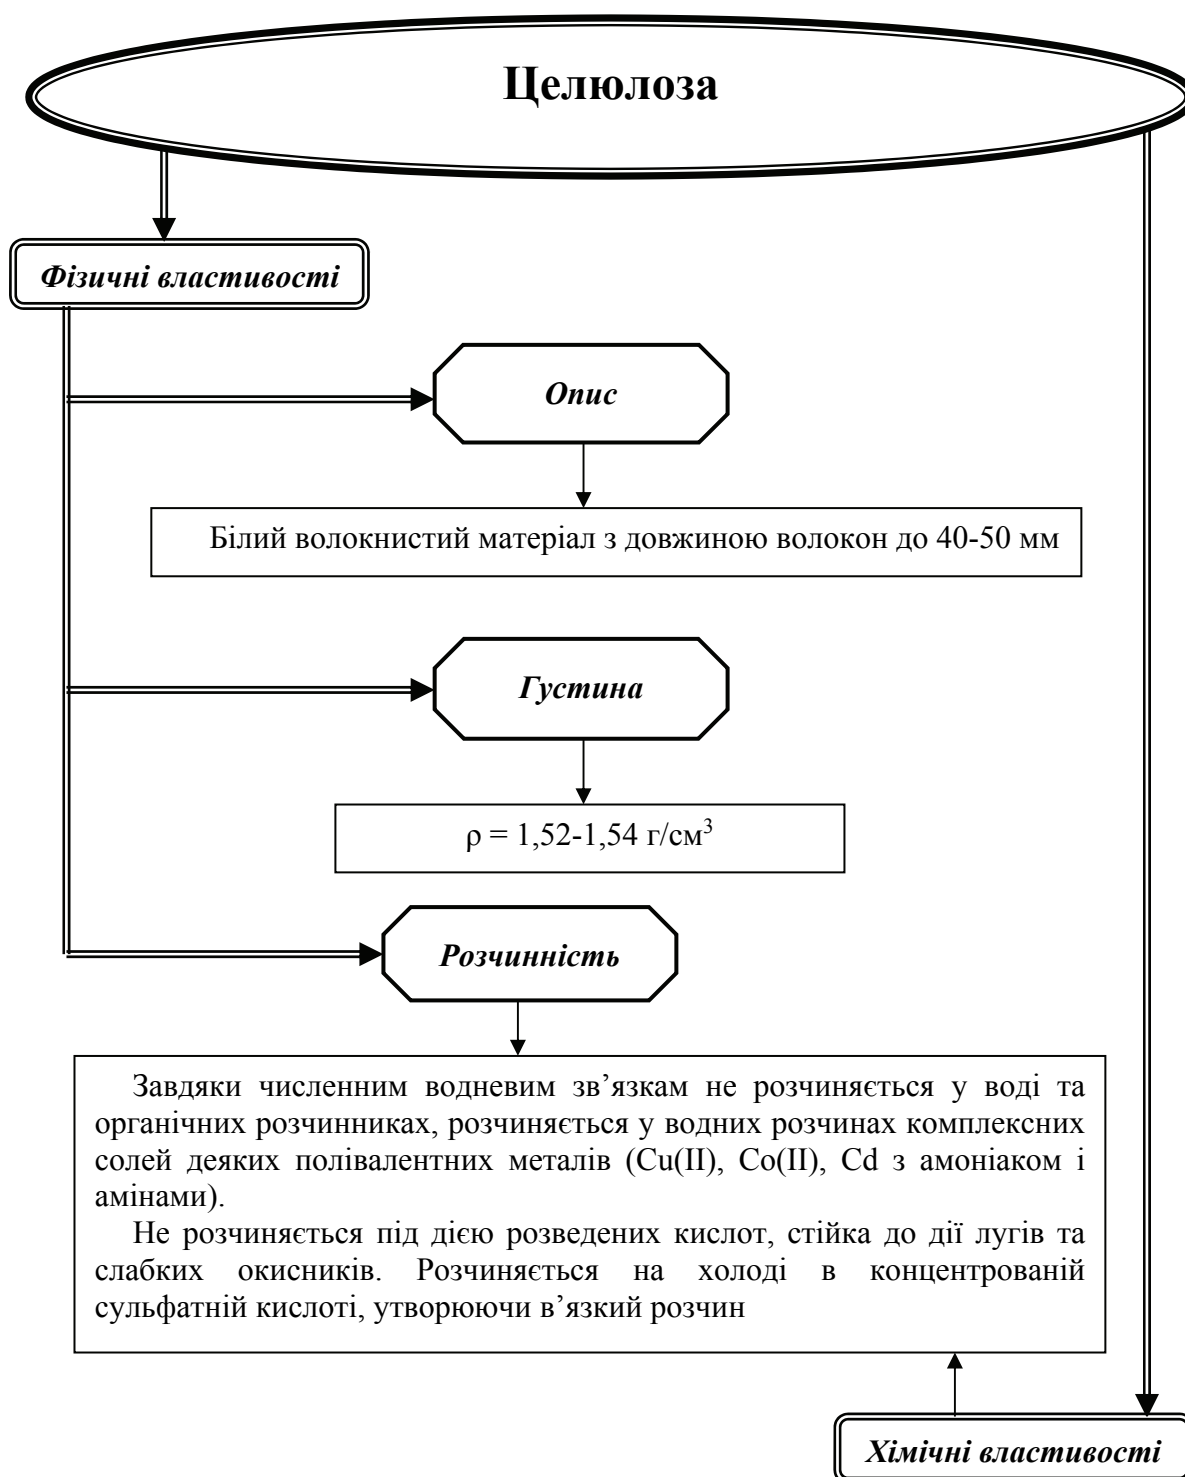 Целюлоза
Фізичні властивості
Опис
Білий волокнистий матеріал з довжиною волокон до 40-50 мм
Густина
ρ = 1,52-1,54 г/см³
Розчинність
Завдяки численним водневим зв’язкам не розчиняється у воді та
органічних розчинниках, розчиняється у водних розчинах комплексних
солей деяких полівалентних металів (Cu(II), Co(II), Cd з амоніаком і
амінами).
Не розчиняється під дією розведених кислот, стійка до дії лугів та
слабких окисників. Розчиняється на холоді в концентрованій
сульфатній кислоті, утворюючи в’язкий розчин
Хімічні властивості